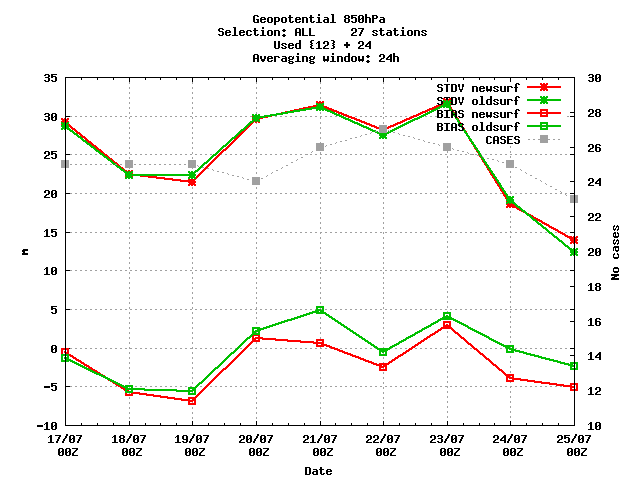 Geopotential 850hPa
Selection: ALL 27 stations
Used {12} + 24
Averaging window: 24h
35 30
STDV newsurf
STDV oldsurf
BIAS newsurf
BIAS oldsurf
CASES
30 28
25 26
20 24
22
15
20
m No cases
10
18
5
16
0
14
-5
12
-10 10
17/07 18/07 19/07 20/07 21/07 22/07 23/07 24/07 25/07
00Z 00Z 00Z 00Z 00Z 00Z 00Z 00Z 00Z
Date